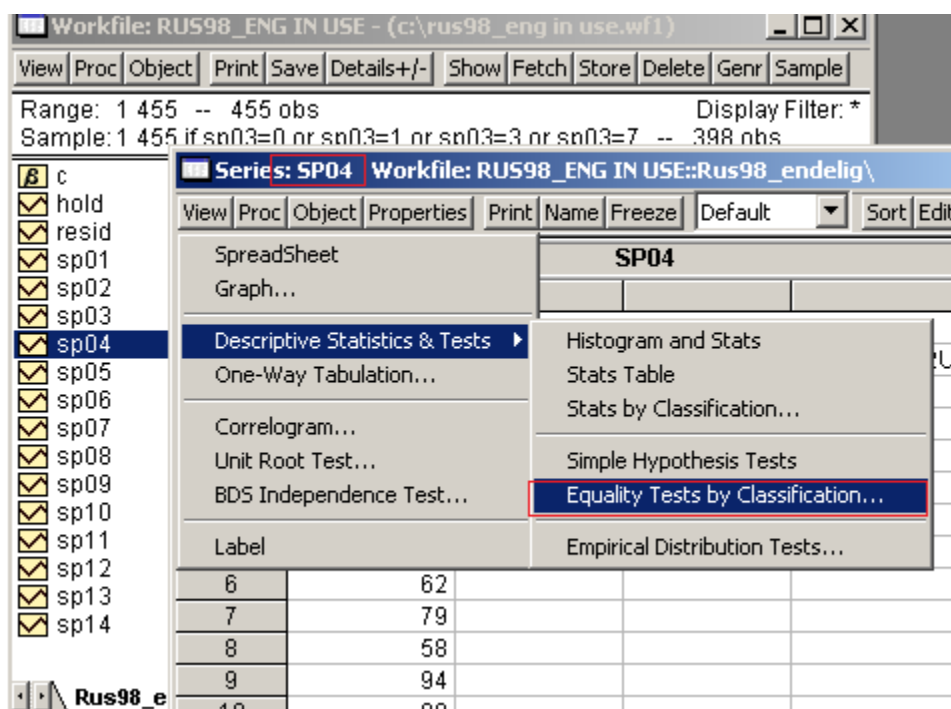 Workfile: RUS98_ENG IN USE - (c:\rus98_eng in use.wf1)
View Proc Object Print Save Details+/- Show Fetch Store Delete Genr Sample
Range: 1 455 -- 455 obs Display Filter: *
Sample: 1 455 if sp03=0 or sp03=1 or sp03=3 or sp03=7 -- 398 obs
β c
hold
resid
sp01
sp02
sp03
sp04
sp05
sp06
sp07
sp08
sp09
sp10
sp11
sp12
sp13
sp14
Rus98_e
Series: SP04 Workfile: RUS98_ENG IN USE::Rus98_endelig\
View Proc Object Properties Print Name Freeze Default Sort Edit
SP04
SpreadSheet
Graph...
Descriptive Statistics & Tests
One-Way Tabulation...
Correlogram...
Unit Root Test...
BDS Independence Test...
Label
Histogram and Stats
Stats Table
Stats by Classification...
Simple Hypothesis Tests
Equality Tests by Classification...
Empirical Distribution Tests...
6 62
7 79
8 58
9 94